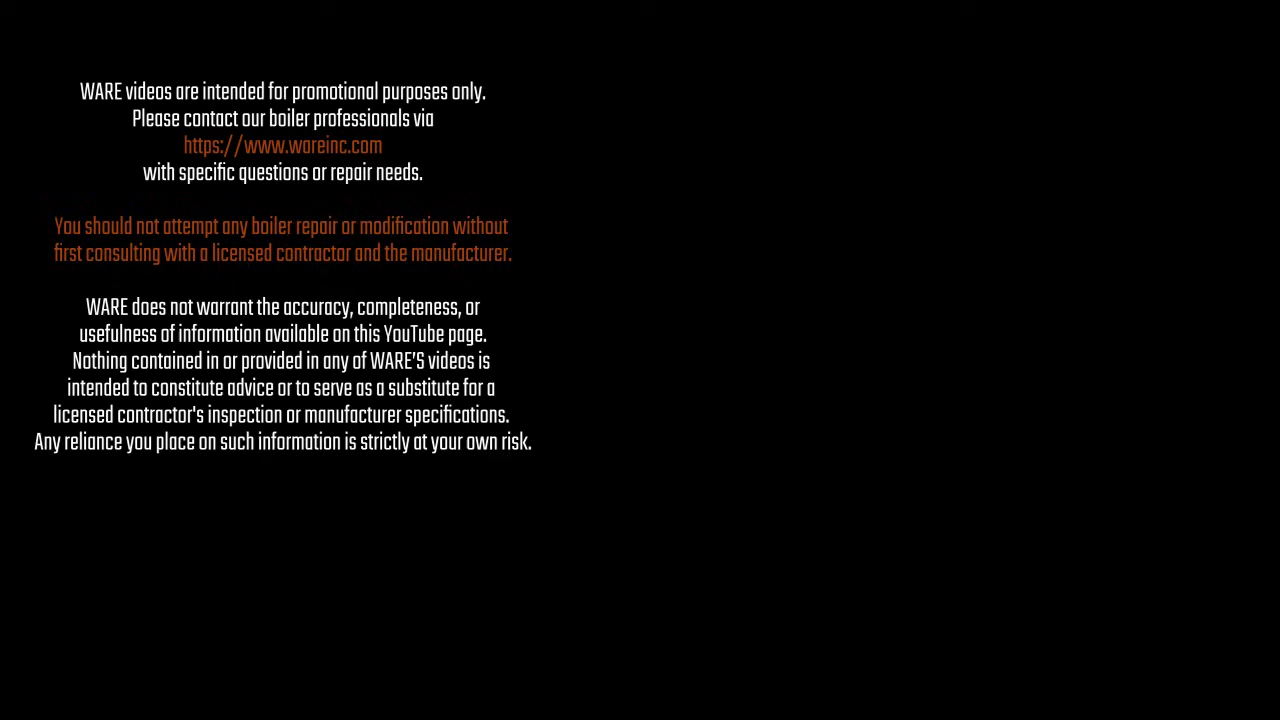 WARE videos are intended for promotional purposes only.
Please contact our boiler professionals via
https://www.wareinc.com
with specific questions or repair needs.
You should not attempt any boiler repair or modification without
first consulting with a licensed contractor and the manufacturer.
WARE does not warrant the accuracy, completeness, or
usefulness of information available on this YouTube page.
Nothing contained in or provided in any of WARE'S videos is
intended to constitute advice or to serve as a substitute for a
licensed contractor's inspection or manufacturer specifications.
Any reliance you place on such information is strictly at your own risk.